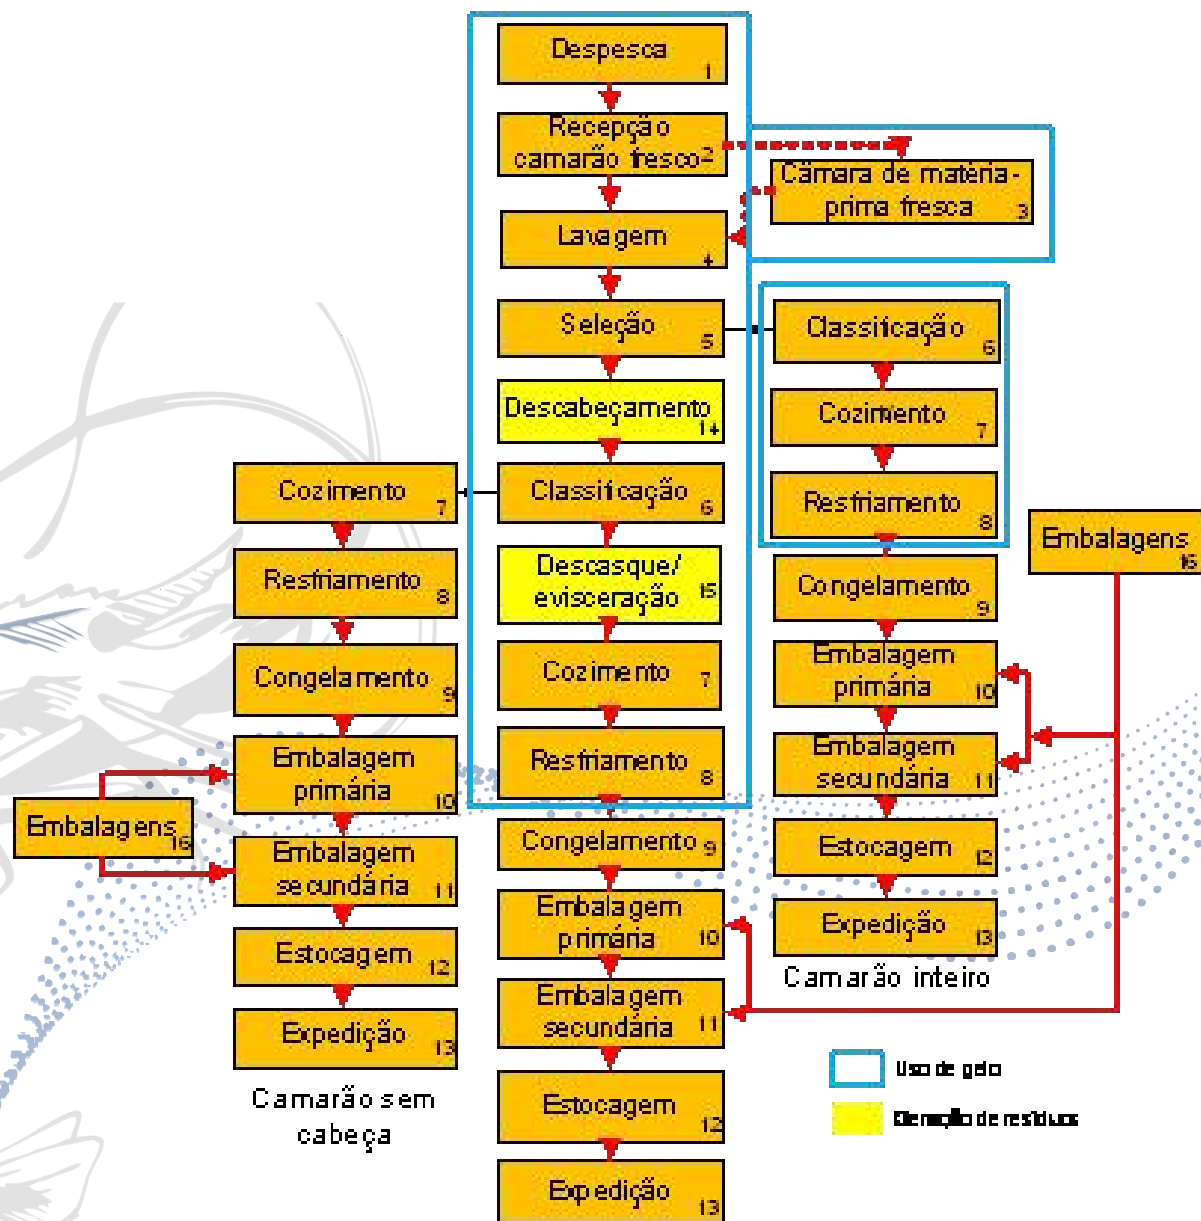 Despesca
1
Recepção
camarão fresco 2
Câmara de matéria-
prima fresca
3
Lavagem
4
Seleção
5
Classificação
6
Descabeçamento
14
Cozimento
7
Resfriamento
8
Cozimento
7
Classificação
6
Embalagens
16
Resfriamento
8
Descasque/
evisceração 15
Congelamento
9
Congelamento
9
Cozimento
7
Embalagem
primária
10
Embalagem
primária
10
Resfriamento
8
Embalagem
secundária
11
Embalagens
16
Embalagem
secundária
11
Congelamento 9
Estocagem
12
Embalagem
primária
10
Expedição
13
Camarão inteiro
Estocagem
12
Embalagem
secundária
11
Expedição
13
Camarão sem
cabeça
Estocagem
12
Expedição
13
Uso de gelo
Geração de resíduos